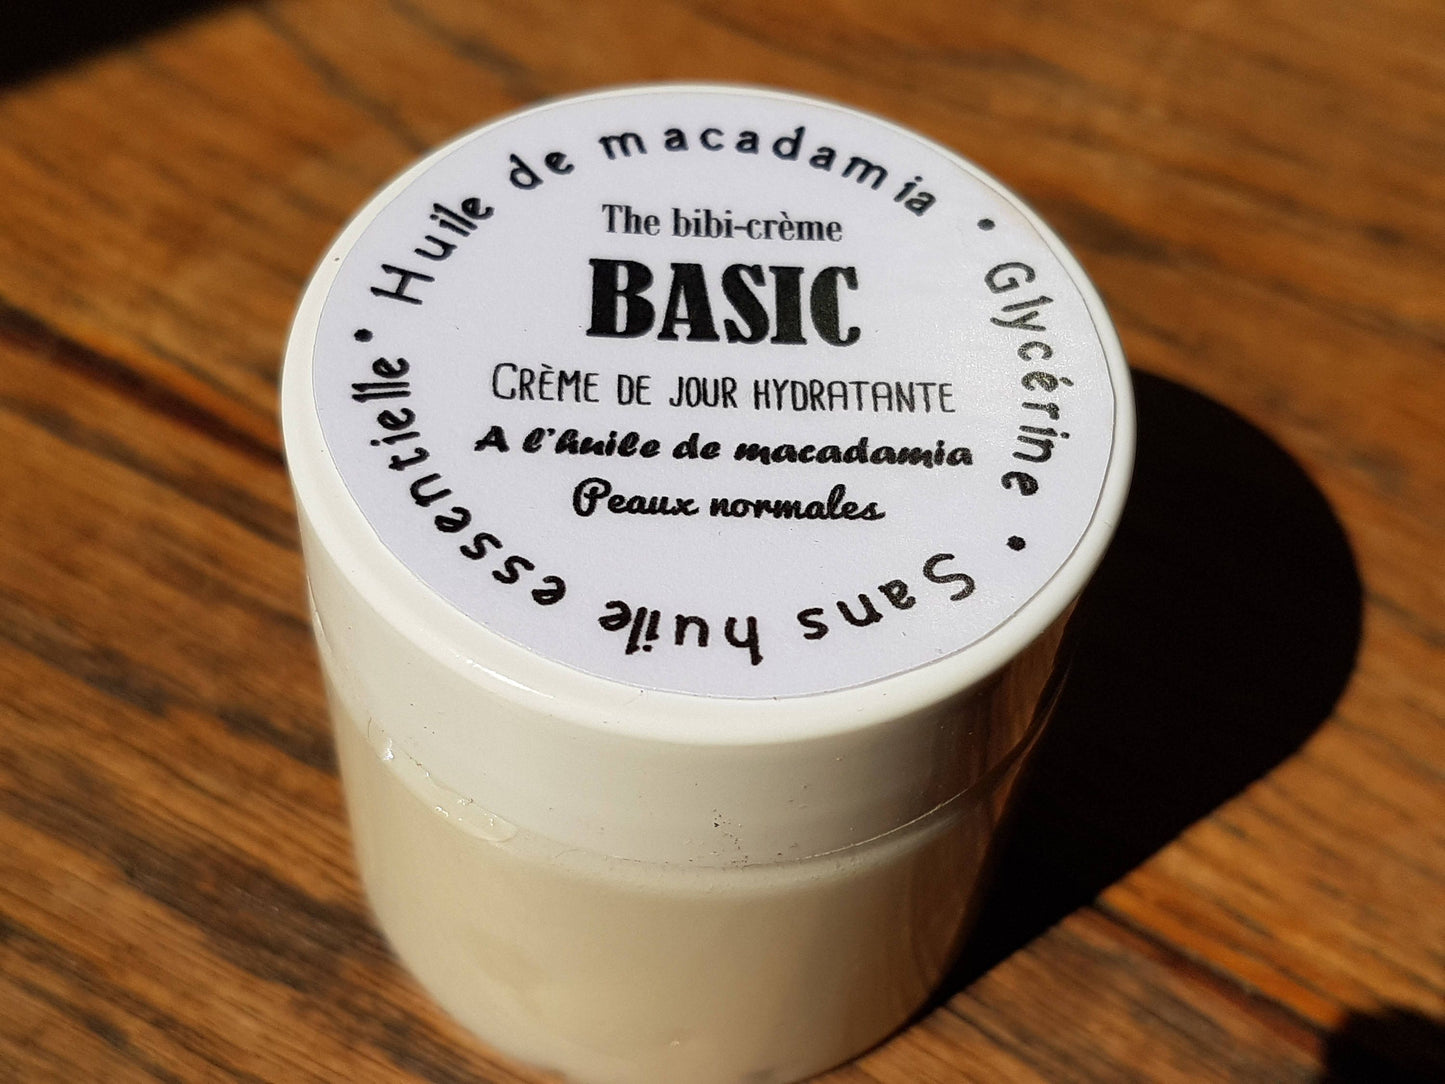 The bibi-crème
BASIC
CRÈME DE JOUR HYDRATANTE
A l'huile de macadamia
Peaux normales
• Huile de macadamia • Glycérine • Sans huile essentielle